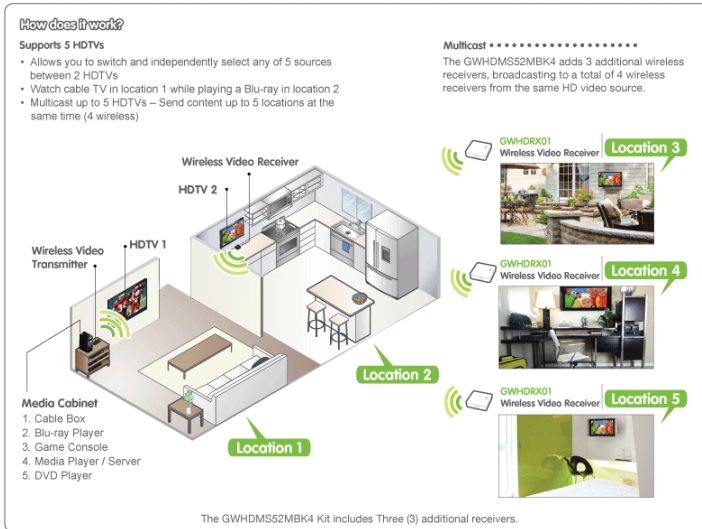 How does it work?
Supports 5 HDTVs
• Allows you to switch and independently select any of 5 sources
between 2 HDTVs
• Watch cable TV in location 1 while playing a Blu-ray in location 2
• Multicast up to 5 HDTVs – Send content up to 5 locations at the
same time (4 wireless)
Multicast
The GWHDMS52MBK4 adds 3 additional wireless
receivers, broadcasting to a total of 4 wireless
receivers from the same HD video source.
Wireless Video Receiver
HDTV 2
HDTV 1
Wireless Video
Transmitter
Media Cabinet
1. Cable Box
2. Blu-ray Player
3. Game Console
4. Media Player / Server
5. DVD Player
Location 1
Location 2
GWHDRX01
Wireless Video Receiver
Location 3
GWHDRX01
Wireless Video Receiver
Location 4
GWHDRX01
Wireless Video Receiver
Location 5
The GWHDMS52MBK4 Kit includes Three (3) additional receivers.